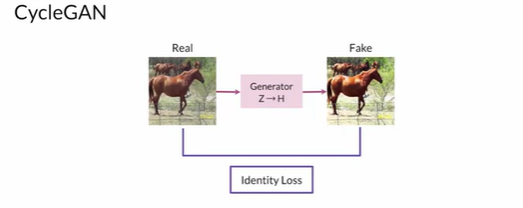 CycleGAN
Real
Fake
Generator
Z→H
Identity Loss